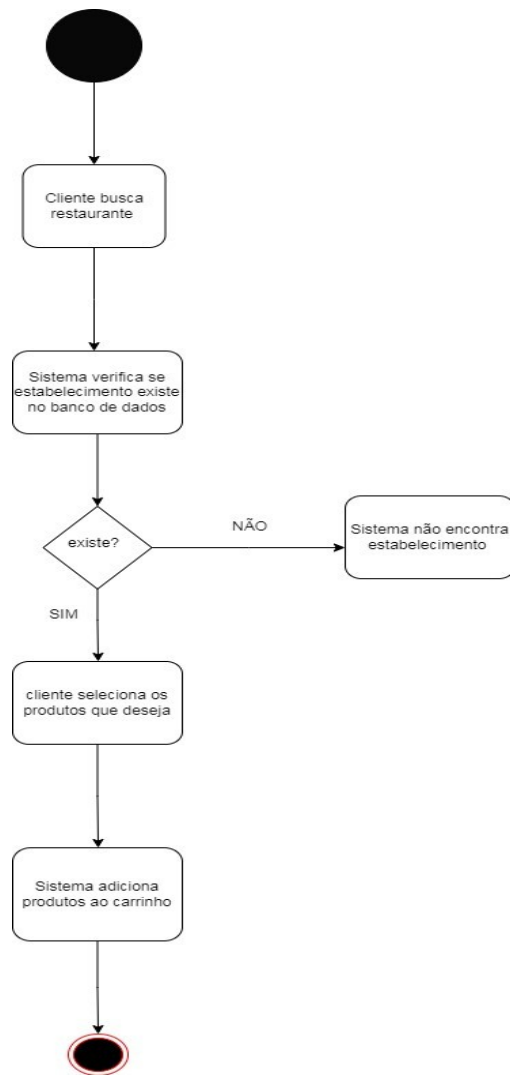 Cliente busca
restaurante
Sistema verifica se
estabelecimento existe
no banco de dados
existe?
NÃO
Sistema não encontra
estabelecimento
SIM
cliente seleciona os
produtos que deseja
Sistema adiciona
produtos ao carrinho